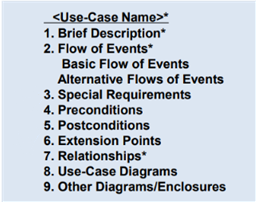 <Use-Case Name>*
1. Brief Description*
2. Flow of Events*
Basic Flow of Events
Alternative Flows of Events
3. Special Requirements
4. Preconditions
5. Postconditions
6. Extension Points
7. Relationships*
8. Use-Case Diagrams
9. Other Diagrams/Enclosures